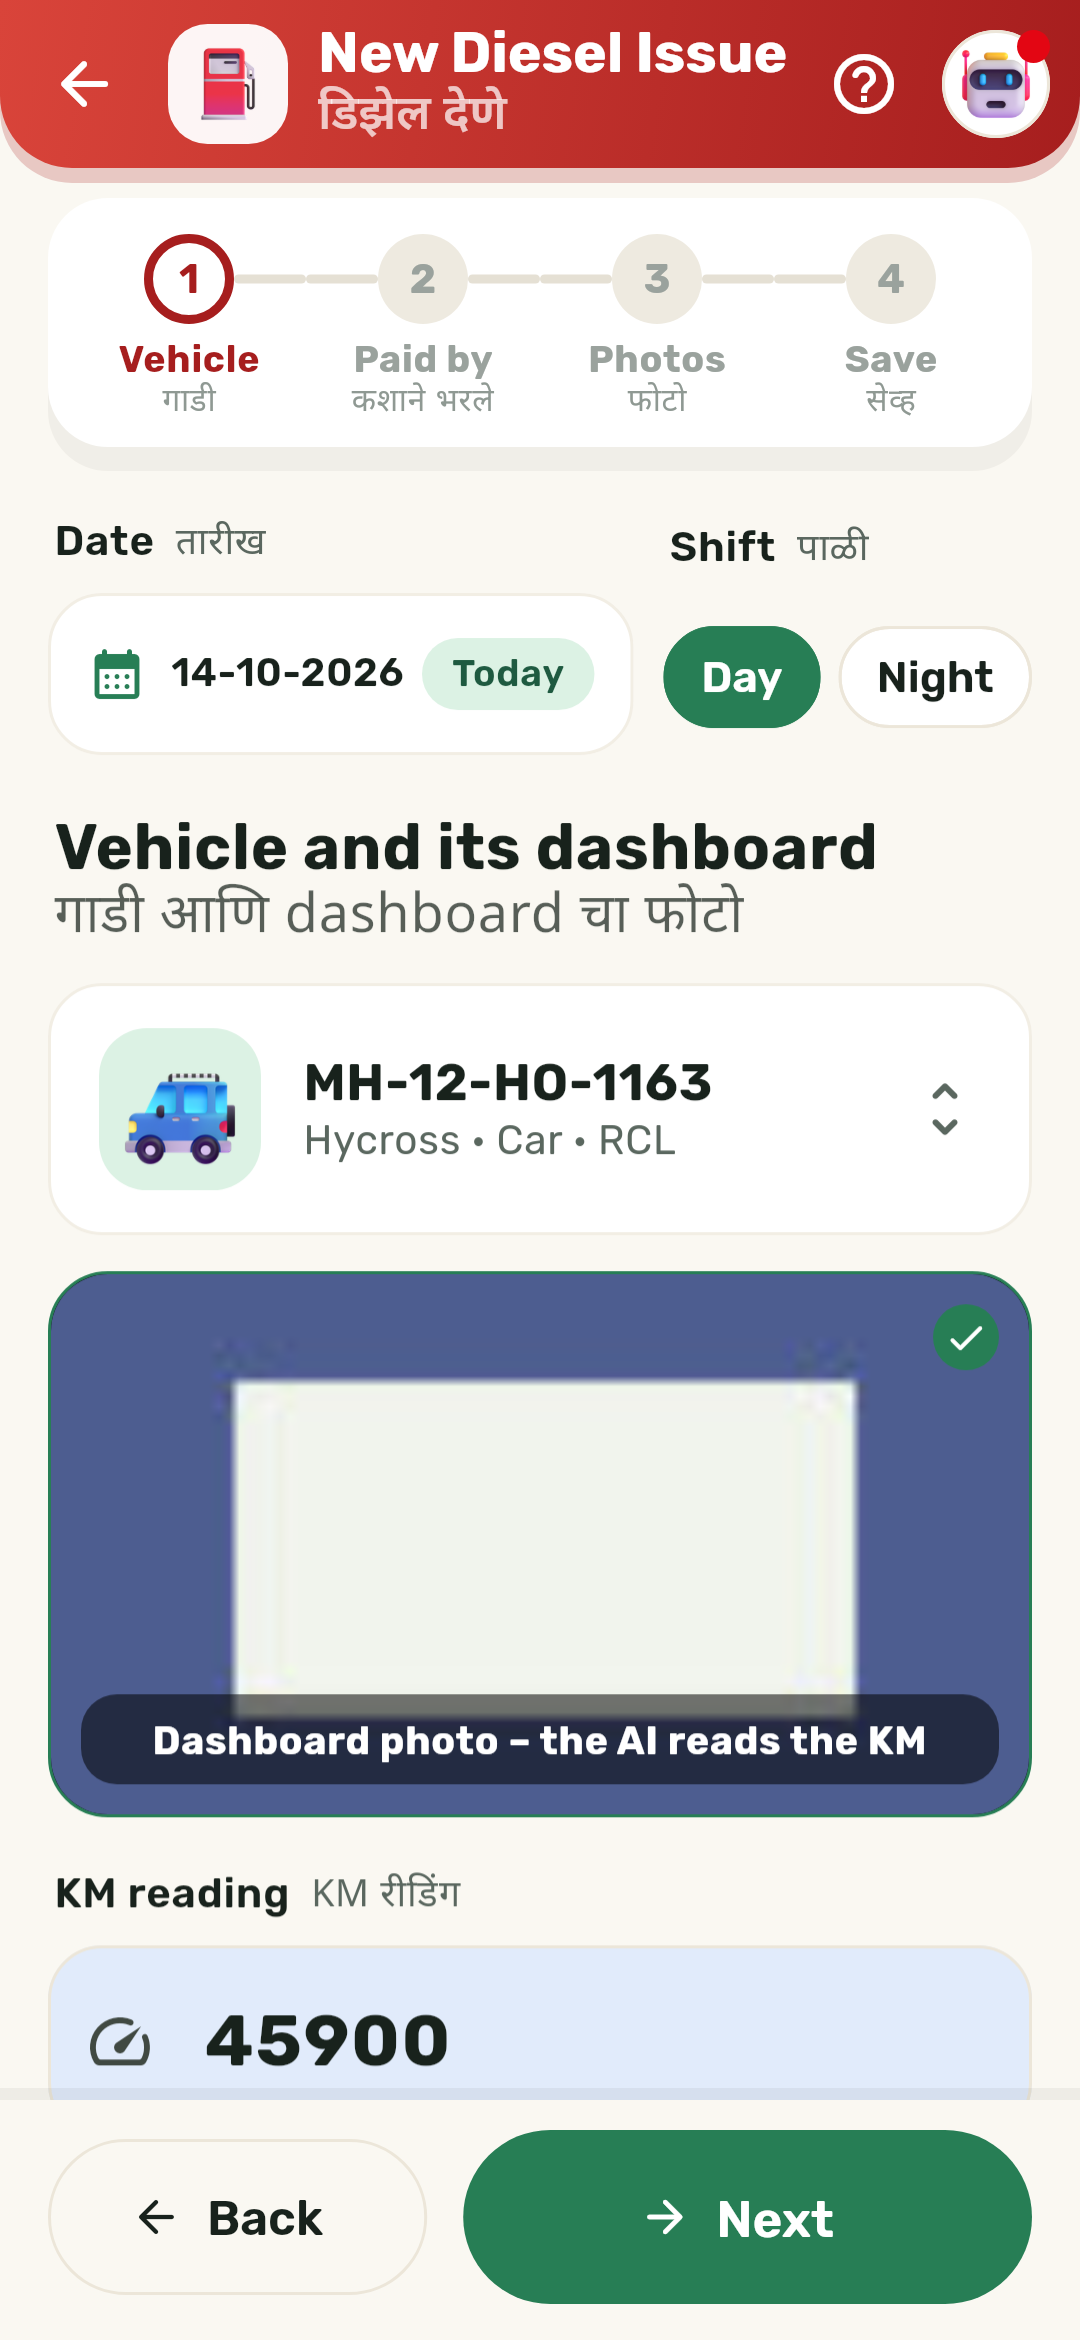 New Diesel Issue
डिझेल देणे
1 2 3 4
Vehicle Paid by Photos Save
गाडी कशाने भरले फोटो सेव्ह
Date तारीख
Shift पाळी
14-10-2026 Today
Day Night
Vehicle and its dashboard
गाडी आणि dashboard चा फोटो
MH-12-HO-1163
Hycross • Car • RCL
Dashboard photo – the AI reads the KM
KM reading KM रीडिंग
45900
Back Next